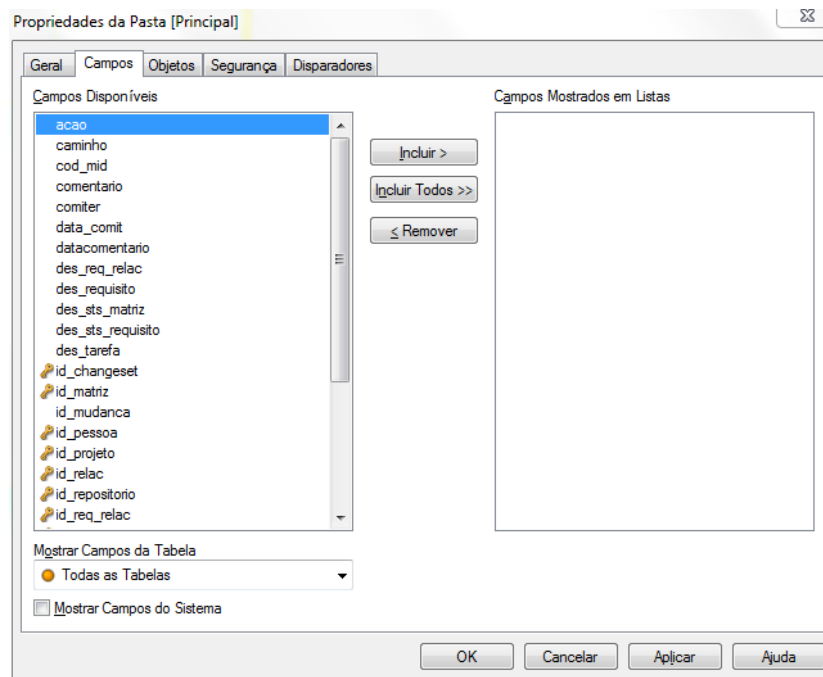 Propriedades da Pasta [Principal]
Geral Campos Objetos Segurança Disparadores
Campos Disponíveis
Campos Mostrados em Listas
acao
caminho
cod_mid
comentario
comiter
data_comit
datacomentario
des_req_relac
des_requisito
des_sts_matriz
des_sts_requisito
des_tarefa
id_changeset
id_matriz
id_mudanca
id_pessoa
id_projeto
id_relac
id_repositorio
id_req_relac
Incluir >
Incluir Todos >>
< Remover
Mostrar Campos da Tabela
Todas as Tabelas
Mostrar Campos do Sistema
OK Cancelar Aplicar Ajuda